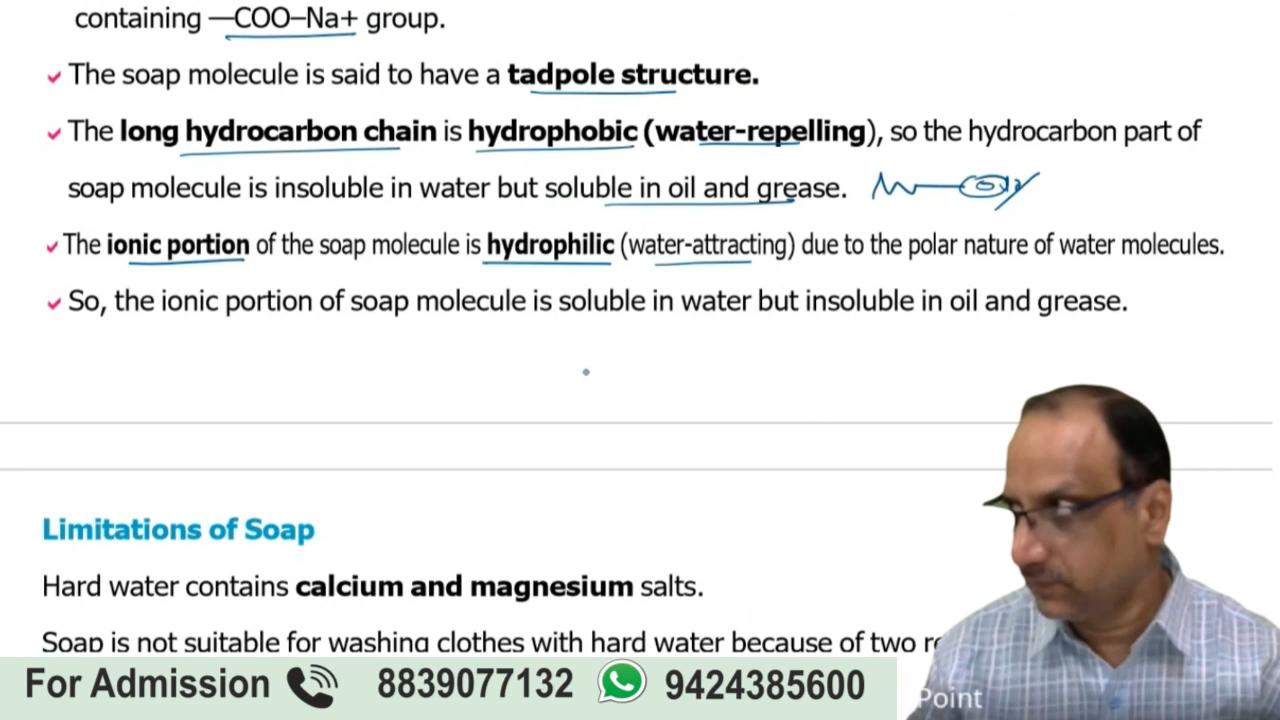 containing —COO–Na+ group.
✓ The soap molecule is said to have a tadpole structure.
✓ The long hydrocarbon chain is hydrophobic (water-repelling), so the hydrocarbon part of
soap molecule is insoluble in water but soluble in oil and grease.
✓ The ionic portion of the soap molecule is hydrophilic (water-attracting) due to the polar nature of water molecules.
✓ So, the ionic portion of soap molecule is soluble in water but insoluble in oil and grease.
Limitations of Soap
Hard water contains calcium and magnesium salts.
Soap is not suitable for washing clothes with hard water because of two
For Admission 8839077132 9424385600
Point